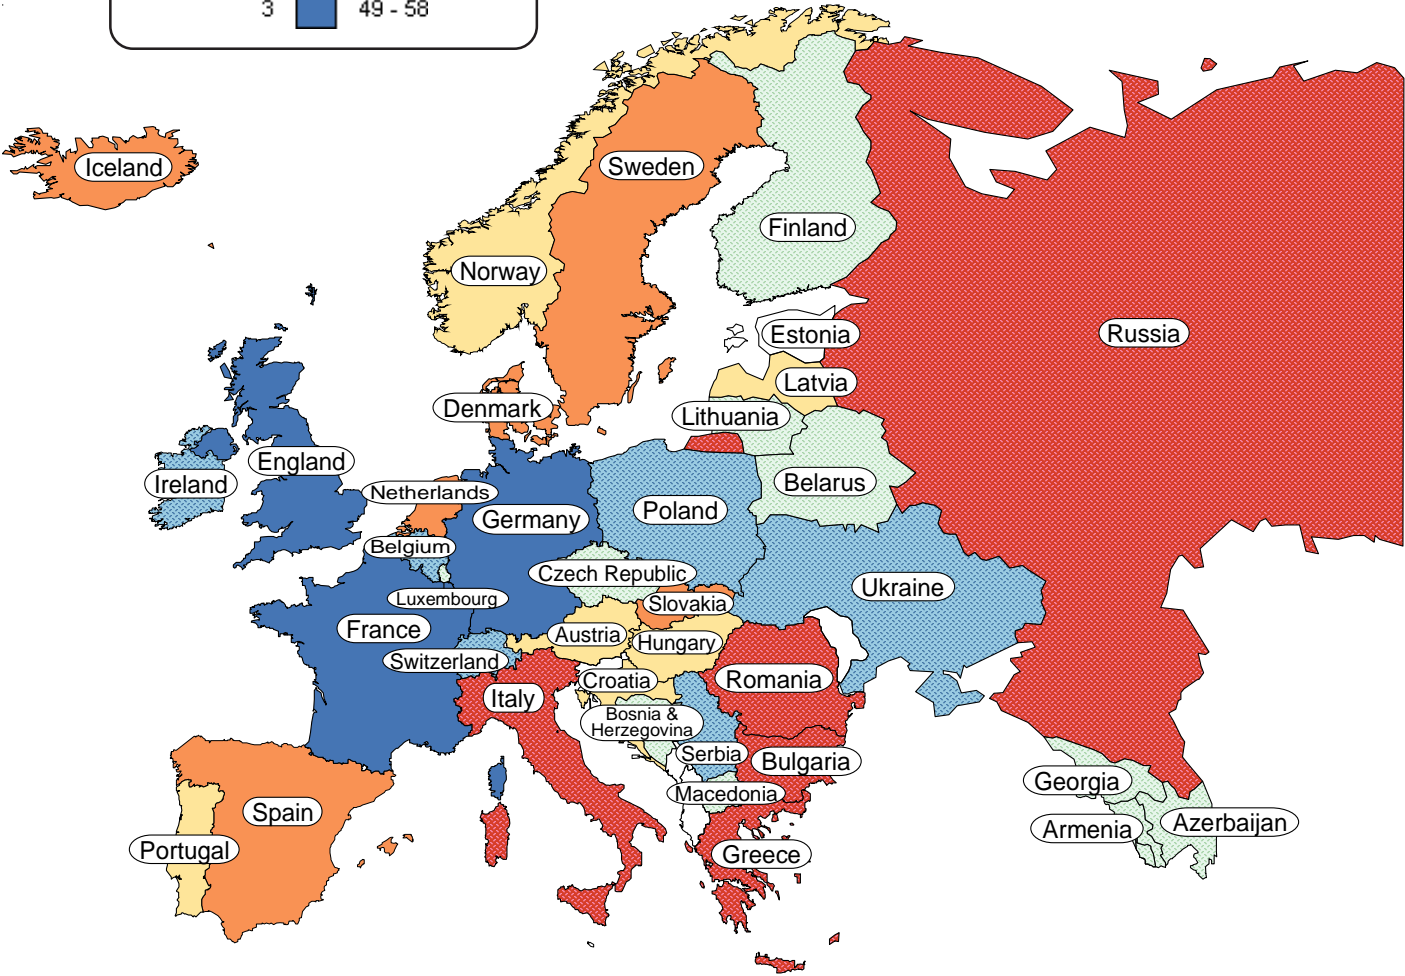 3 49 - 58
Iceland
Sweden
Finland
Norway
Estonia
Russia
Latvia
Denmark
Lithuania
England
Ireland
Netherlands
Belarus
Poland
Germany
Belgium
Czech Republic
Ukraine
Luxembourg
Slovakia
France
Austria
Hungary
Switzerland
Croatia
Romania
Italy
Bosnia &
Herzegovina
Serbia
Bulgaria
Georgia
Macedonia
Spain
Azerbaijan
Armenia
Portugal
Greece